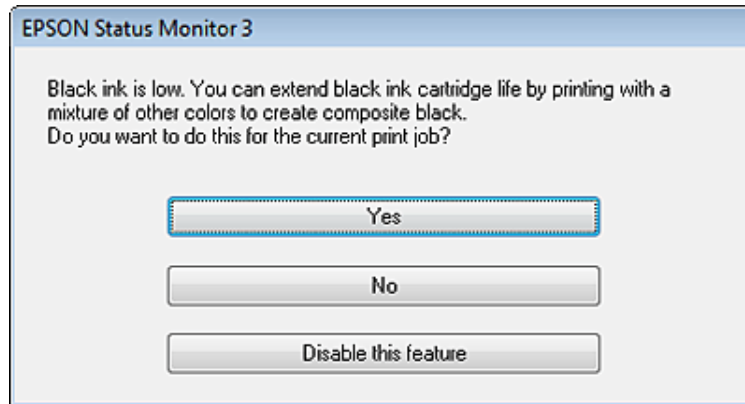 EPSON Status Monitor 3
Black ink is low. You can extend black ink cartridge life by printing with a
mixture of other colors to create composite black.
Do you want to do this for the current print job?
Yes
No
Disable this feature